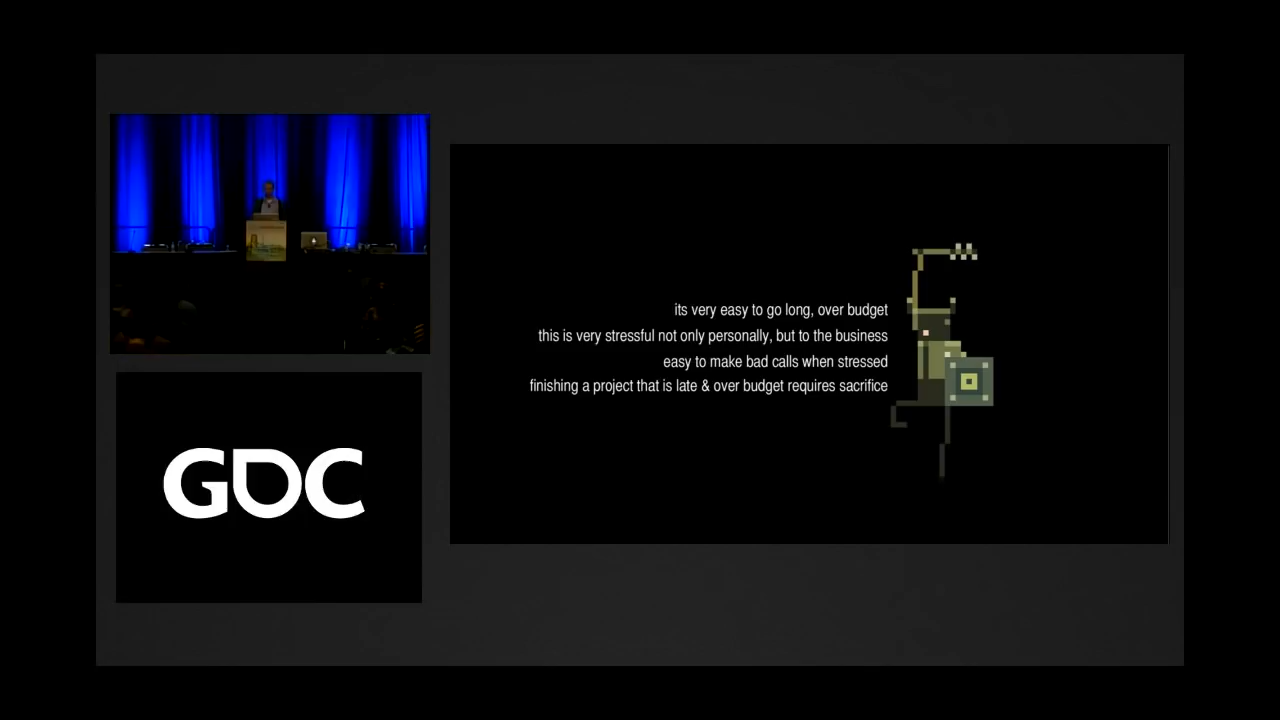 its very easy to go long, over budget
this is very stressful not only personally, but to the business
easy to make bad calls when stressed
finishing a project that is late & over budget requires sacrifice
GDC